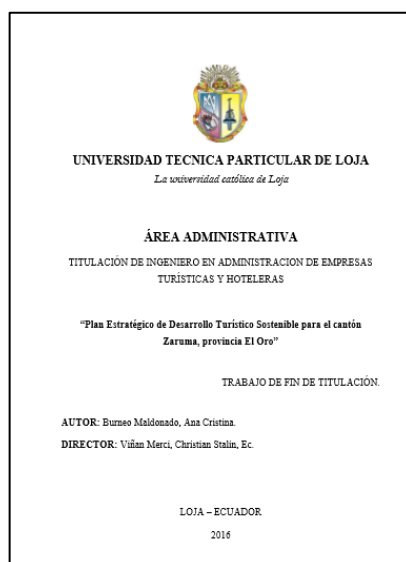 UNIVERSIDAD TECNICA PARTICULAR DE LOJA
La universidad católica de Loja
ÁREA ADMINISTRATIVA
TITULACIÓN DE INGENIERO EN ADMINISTRACION DE EMPRESAS
TURÍSTICAS Y HOTELERAS
“Plan Estratégico de Desarrollo Turístico Sostenible para el cantón
Zaruma, provincia El Oro”
TRABAJO DE FIN DE TITULACIÓN.
AUTOR: Burneo Maldonado, Ana Cristina.
DIRECTOR: Viñan Merci, Christian Stalin, Ec.
LOJA – ECUADOR
2016